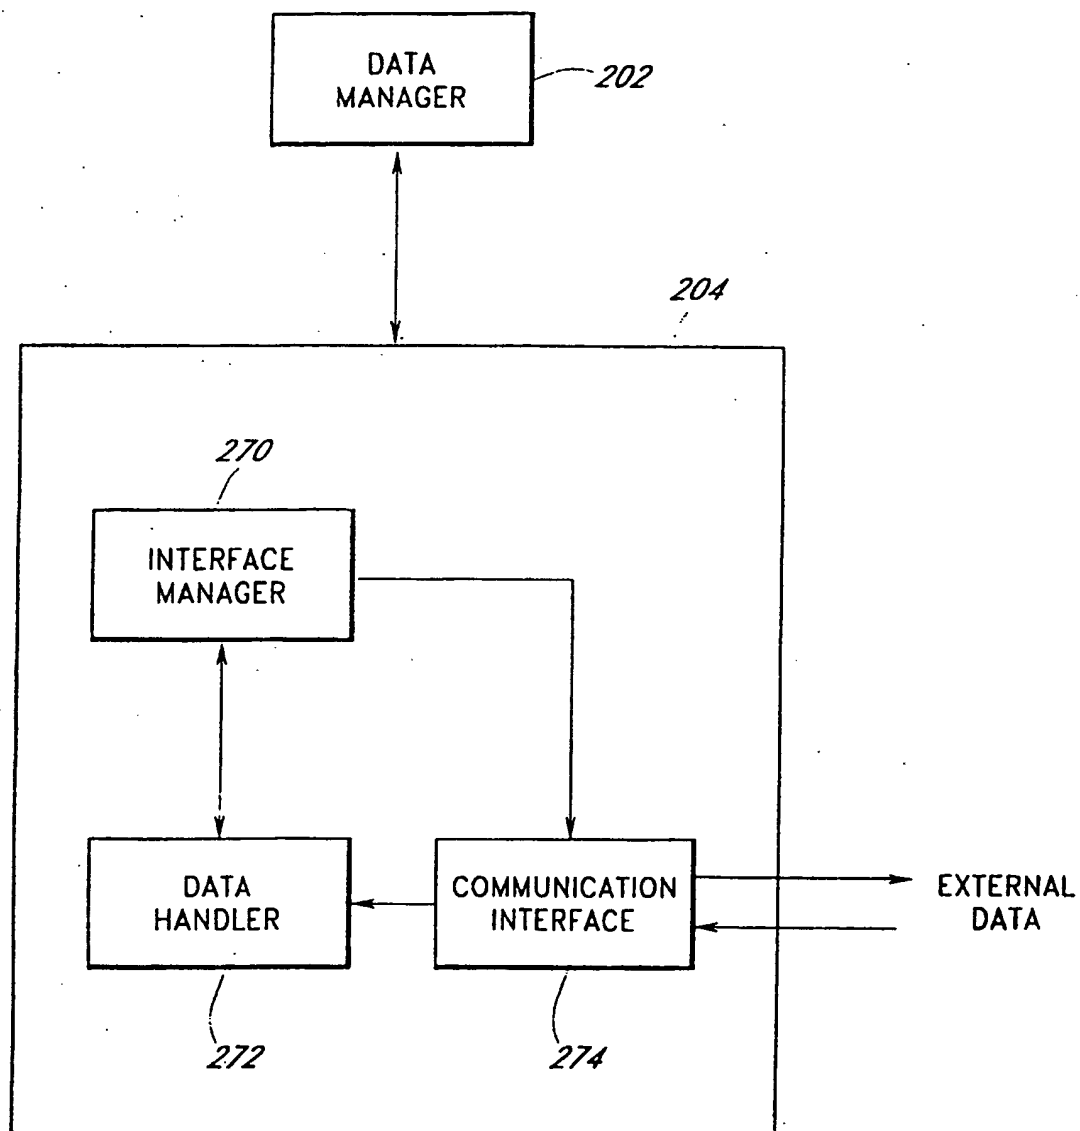 DATA
MANAGER
202
204
270
INTERFACE
MANAGER
DATA
HANDLER
COMMUNICATION
INTERFACE
EXTERNAL
DATA
272
274